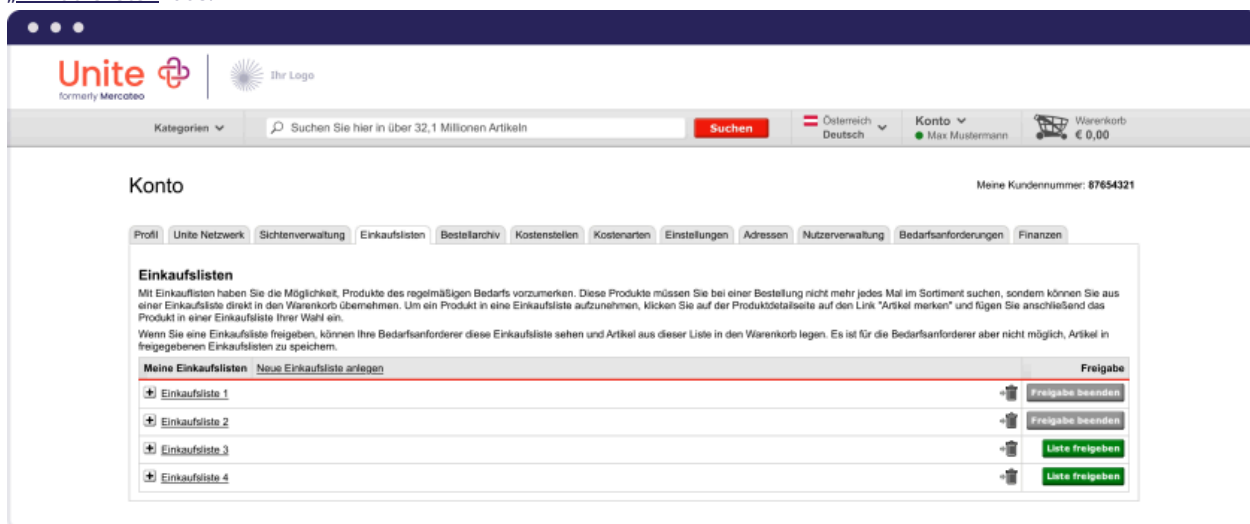 Unite
formerly Mercateo
Ihr Logo
Kategorien
Suchen Sie hier in über 32,1 Millionen Artikeln
Suchen
Österreich
Deutsch
Konto
Max Mustermann
Warenkorb
€ 0,00
Konto
Meine Kundennummer: 87654321
Profil Unite Netzwerk Sichtenverwaltung Einkaufslisten Bestellarchiv Kostenstellen Kostenarten Einstellungen Adressen Nutzerverwaltung Bedarfsanforderungen Finanzen
Einkaufslisten
Mit Einkauflisten haben Sie die Möglichkeit, Produkte des regelmäßigen Bedarfs vorzumerken. Diese Produkte müssen Sie bei einer Bestellung nicht mehr jedes Mal im Sortiment suchen, sondern können Sie aus
einer Einkaufsliste direkt in den Warenkorb übernehmen. Um ein Produkt in eine Einkaufsliste aufzunehmen, klicken Sie auf der Produktdetailseite auf den Link "Artikel merken" und fügen Sie anschließend das
Produkt in einer Einkaufsliste Ihrer Wahl ein.
Wenn Sie eine Einkaufsliste freigeben, können Ihre Bedarfsanforderer diese Einkaufsliste sehen und Artikel aus dieser Liste in den Warenkorb legen. Es ist für die Bedarfsanforderer aber nicht möglich, Artikel in
freigegebenen Einkaufslisten zu speichern.
Meine Einkaufslisten Neue Einkaufsliste anlegen Freigabe
Einkaufsliste 1 Freigabe beenden
Einkaufsliste 2 Freigabe beenden
Einkaufsliste 3 Liste freigeben
Einkaufsliste 4 Liste freigeben